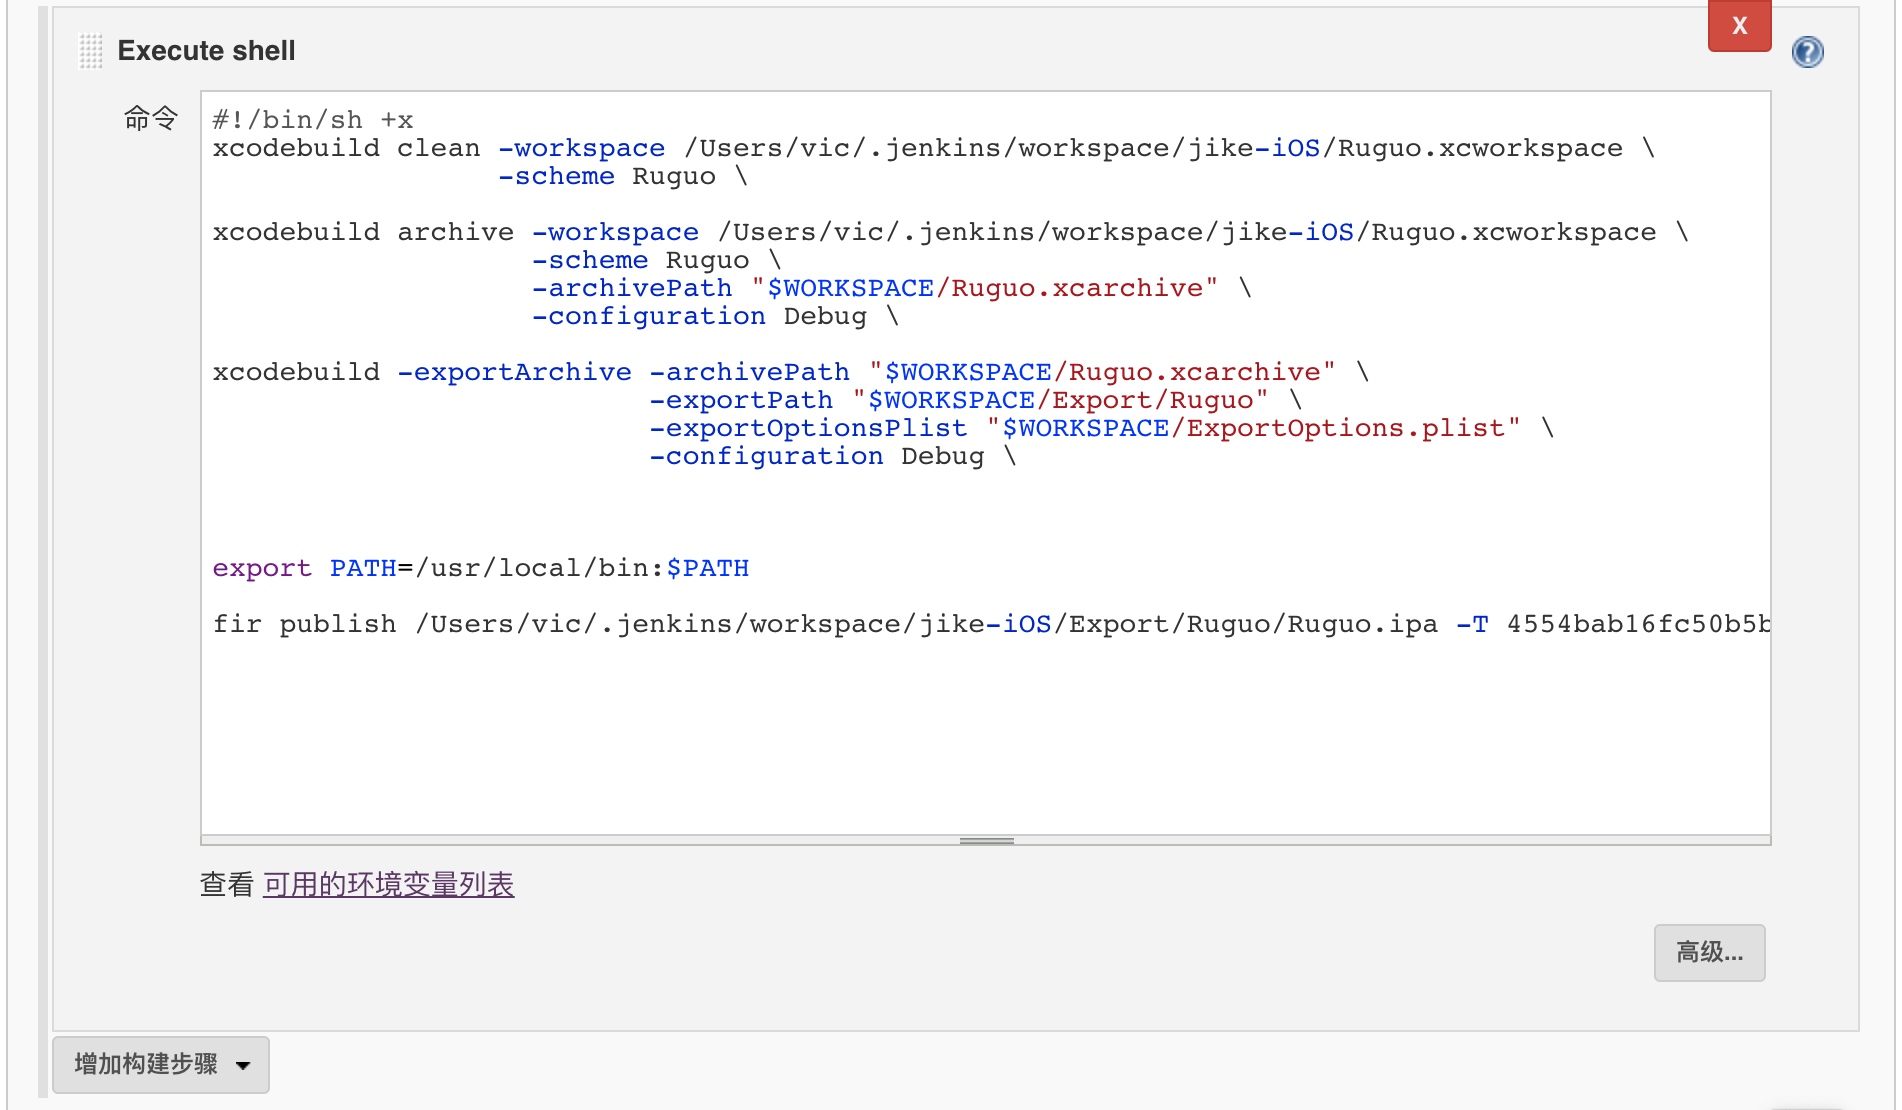 X
Execute shell
?
命令
#!/bin/sh +x
xcodebuild clean -workspace /Users/vic/.jenkins/workspace/jike-iOS/Ruguo.xcworkspace \
-scheme Ruguo \
xcodebuild archive -workspace /Users/vic/.jenkins/workspace/jike-iOS/Ruguo.xcworkspace \
-scheme Ruguo \
-archivePath "$WORKSPACE/Ruguo.xcarchive" \
-configuration Debug \
xcodebuild -exportArchive -archivePath "$WORKSPACE/Ruguo.xcarchive" \
-exportPath "$WORKSPACE/Export/Ruguo" \
-exportOptionsPlist "$WORKSPACE/ExportOptions.plist" \
-configuration Debug \
export PATH=/usr/local/bin:$PATH
fir publish /Users/vic/.jenkins/workspace/jike-iOS/Export/Ruguo/Ruguo.ipa -T 4554bab16fc50b5b
查看 可用的环境变量列表
高级...
增加构建步骤